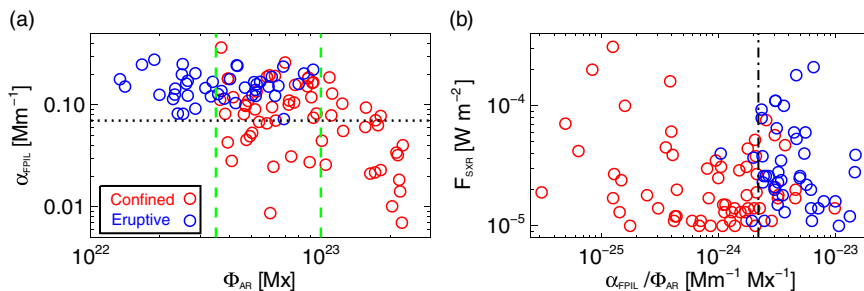 (a)
α_FPIL [Mm⁻¹]
0.10
0.01
Confined
Eruptive
10²² 10²³
Φ_AR [Mx]
(b)
F_SXR [W m⁻²]
10⁻⁴
10⁻⁵
10⁻²⁵ 10⁻²⁴ 10⁻²³
α_FPIL/Φ_AR [Mm⁻¹ Mx⁻¹]